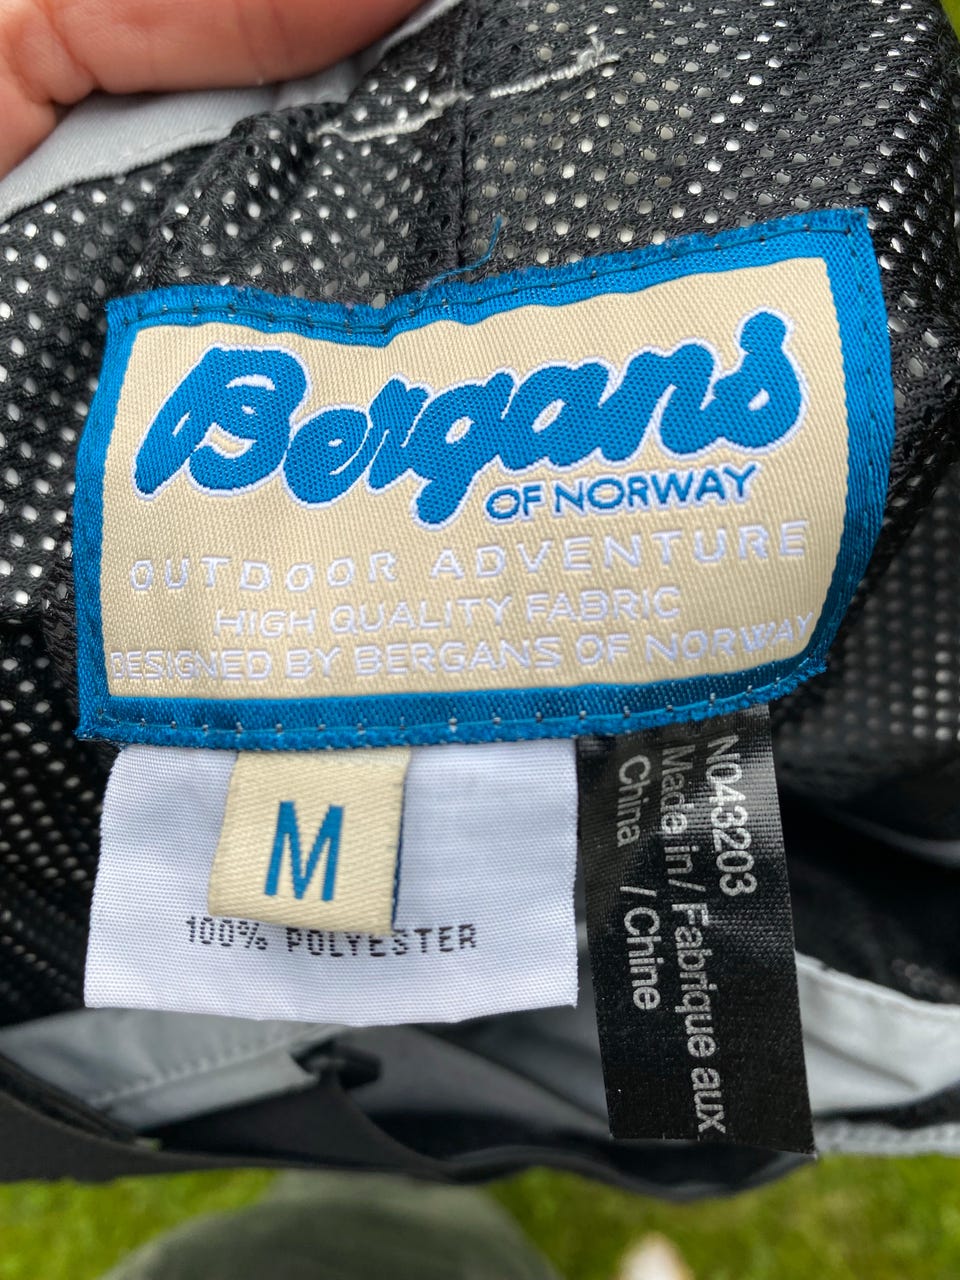 Bergans
OF NORWAY
OUTDOOR ADVENTURE
HIGH QUALITY FABRIC
DESIGNED BY BERGANS OF NORWAY
M
100% POLYESTER
N043203
Made in/ Fabrique aux
China / Chine